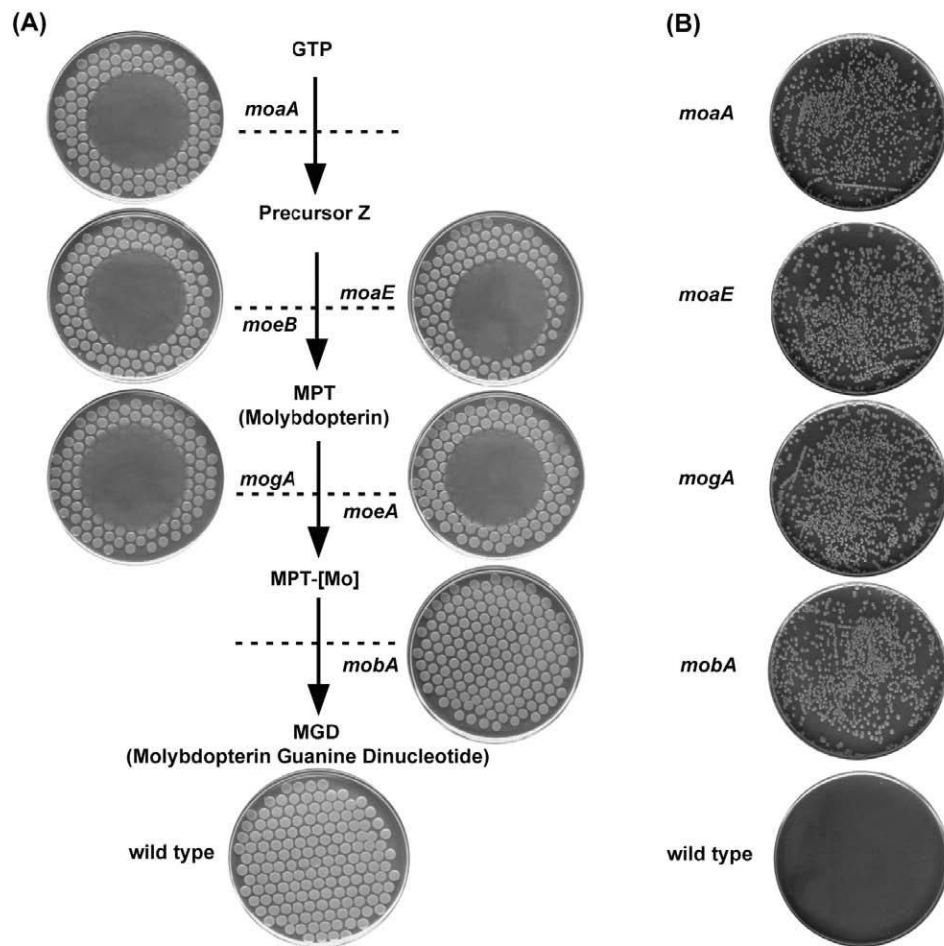 (A)
GTP
moaA
Precursor Z
moaE
moeB
MPT
(Molybdopterin)
mogA
moeA
MPT-[Mo]
mobA
MGD
(Molybdopterin Guanine Dinucleotide)
wild type
(B)
moaA
moaE
mogA
mobA
wild type